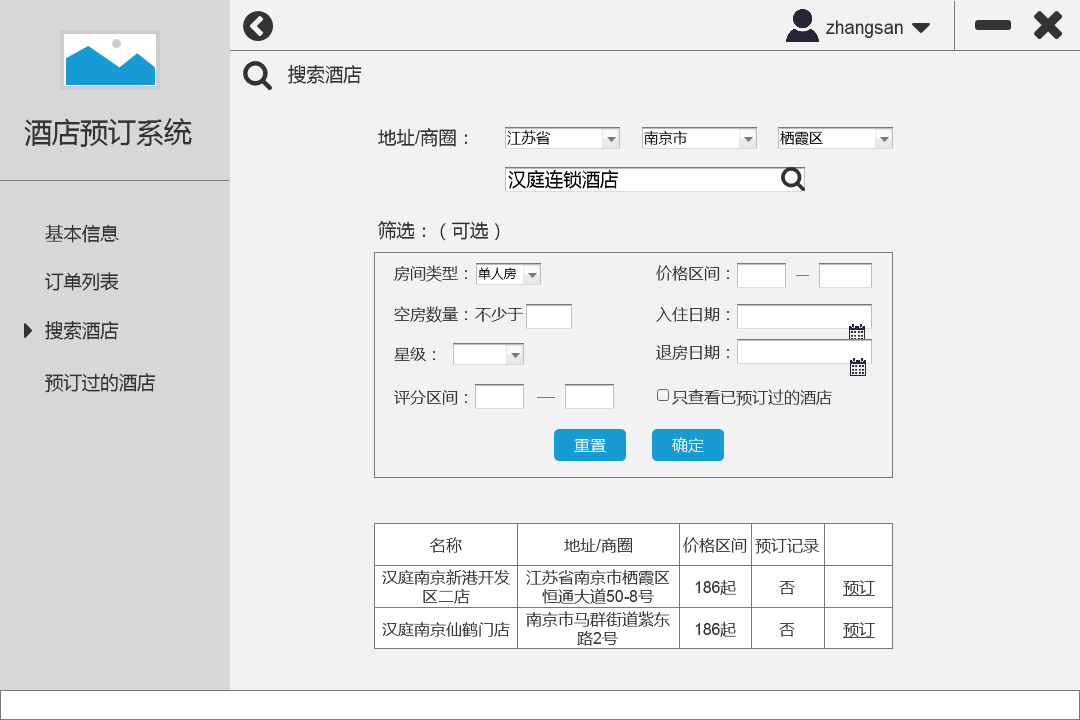 zhangsan
酒店预订系统
基本信息
订单列表
搜索酒店
预订过的酒店
搜索酒店
地址/商圈： 江苏省 南京市 栖霞区
汉庭连锁酒店
筛选：（可选）
房间类型： 单人房 价格区间： —
空房数量：不少于 入住日期：
星级： 退房日期：
评分区间： — 只查看已预订过的酒店
重置 确定
名称 地址/商圈 价格区间 预订记录
汉庭南京新港开发 江苏省南京市栖霞区 186起 否 预订
区二店 恒通大道50-8号
汉庭南京仙鹤门店 南京市马群街道紫东 186起 否 预订
路2号